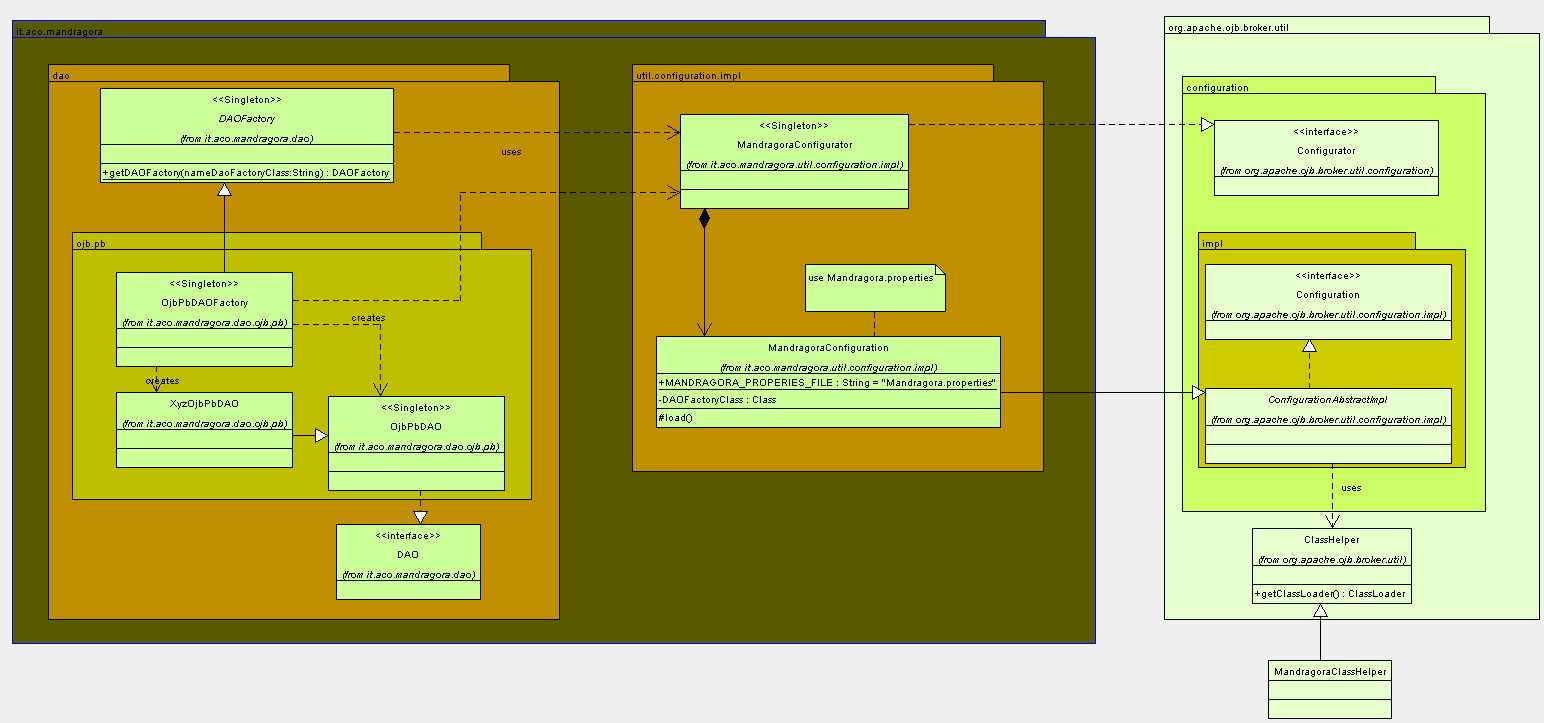 it.aco.mandragora
dao
<<Singleton>>
DAOFactory
(from it.aco.mandragora.dao)
+getDAOFactory(nameDaoFactoryClass:String) : DAOFactory
uses
ojb.pb
<<Singleton>>
OjbPbDAOFactory
(from it.aco.mandragora.dao.ojb.pb)
creates
creates
XyzOjbPbDAO
(from it.aco.mandragora.dao.ojb.pb)
<<Singleton>>
OjbPbDAO
(from it.aco.mandragora.dao.ojb.pb)
<<interface>>
DAO
(from it.aco.mandragora.dao)
util.configuration.impl
<<Singleton>>
MandragoraConfigurator
(from it.aco.mandragora.util.configuration.impl)
use Mandragora.properties
MandragoraConfiguration
(from it.aco.mandragora.util.configuration.impl)
+MANDRAGORA_PROPERIES_FILE : String = "Mandragora.properties"
-DAOFactoryClass : Class
#load()
org.apache.ojb.broker.util
configuration
<<interface>>
Configurator
(from org.apache.ojb.broker.util.configuration)
impl
<<interface>>
Configuration
(from org.apache.ojb.broker.util.configuration.impl)
ConfigurationAbstractImpl
(from org.apache.ojb.broker.util.configuration.impl)
uses
ClassHelper
(from org.apache.ojb.broker.util)
+getClassLoader() : ClassLoader
MandragoraClassHelper